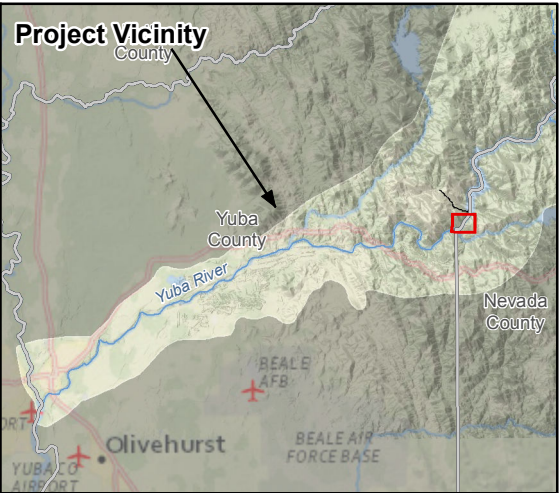 Project Vicinity
County
Yuba
County
Yuba River
Nevada
County
BEALE
AFB
ORT
Olivehurst
BEALE AIR
FORCE BASE
YUBA CO
AIRPORT